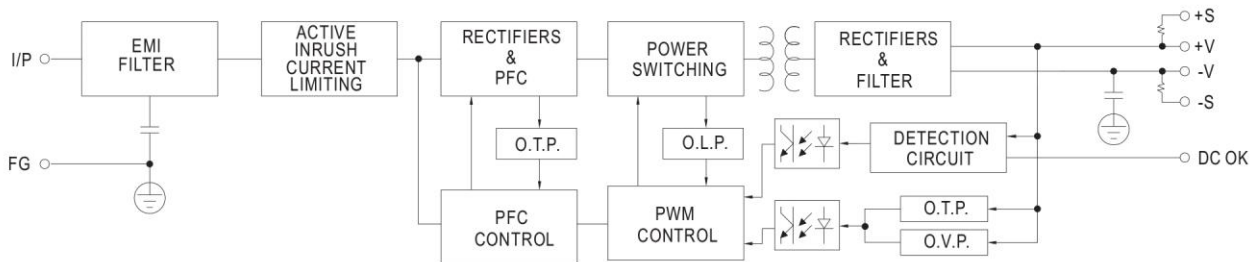 I/P
EMI
FILTER
ACTIVE
INRUSH
CURRENT
LIMITING
RECTIFIERS
&
PFC
POWER
SWITCHING
RECTIFIERS
&
FILTER
+S
+V
-V
-S
FG
O.T.P.
O.L.P.
DETECTION
CIRCUIT
DC OK
PFC
CONTROL
PWM
CONTROL
O.T.P.
O.V.P.